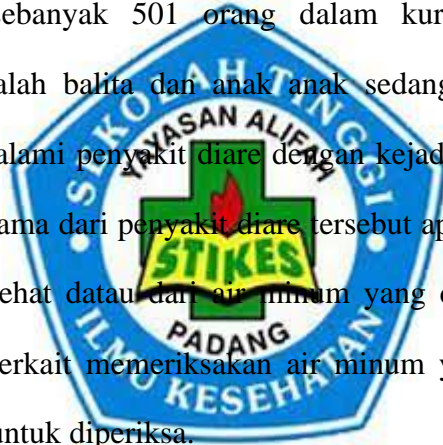 sebanyak 501 orang dalam kur
alah balita dan anak anak sedang
alami penyakit diare dengan kejad
ama dari penyakit diare tersebut ap
ehat datau dari air minum yang
erkait memeriksakan air minum y
untuk diperiksa.
SEKOLAH TINGGI
YAYASAN ALIFAH
STIKES
PADANG
ILMU KESEHATAN